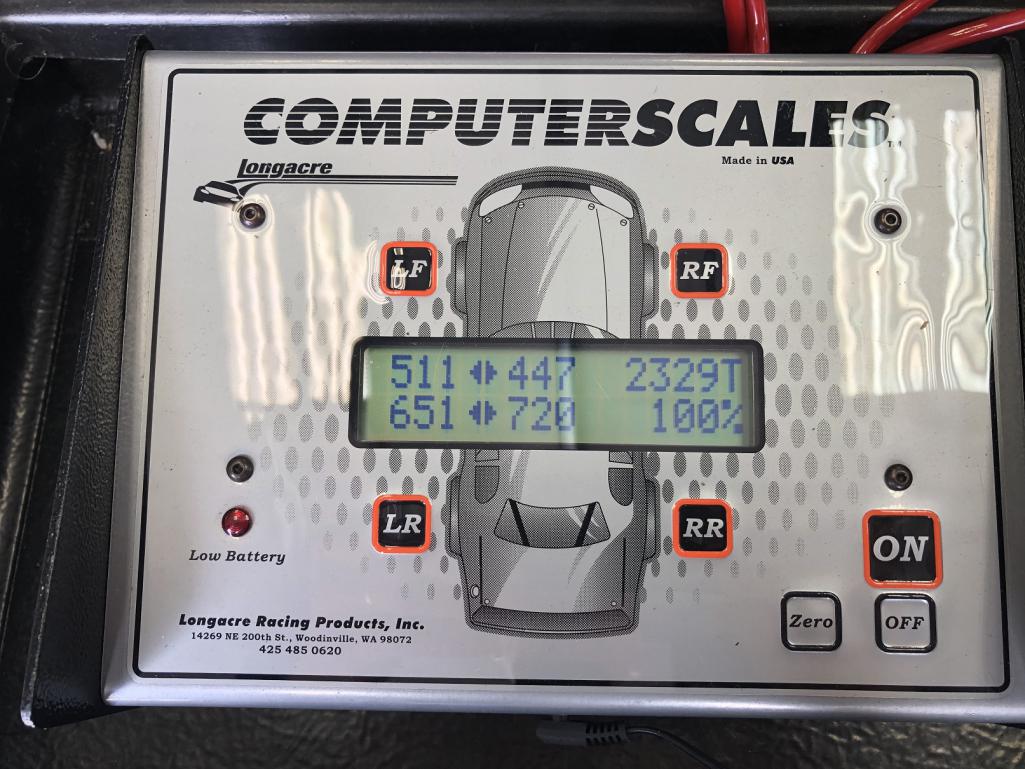 COMPUTERSCALES™
Made in USA
Longacre
LF
RF
511 447 2329T
651 720 100%
LR
RR
Low Battery
ON
Zero
OFF
Longacre Racing Products, Inc.
14269 NE 200th St., Woodinville, WA 98072
425 485 0620